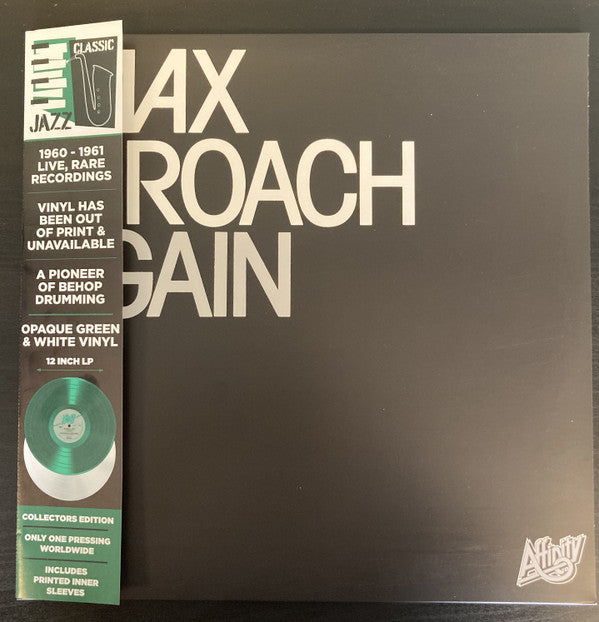 CLASSIC
JAZZ
1960 - 1961
LIVE, RARE
RECORDINGS
VINYL HAS
BEEN OUT
OF PRINT &
UNAVAILABLE
A PIONEER
OF BEHOP
DRUMMING
OPAQUE GREEN
& WHITE VINYL
12 INCH LP
COLLECTORS EDITION
ONLY ONE PRESSING
WORLDWIDE
INCLUDES
PRINTED INNER
SLEEVES
AX
ROACH
GAIN
Affinity